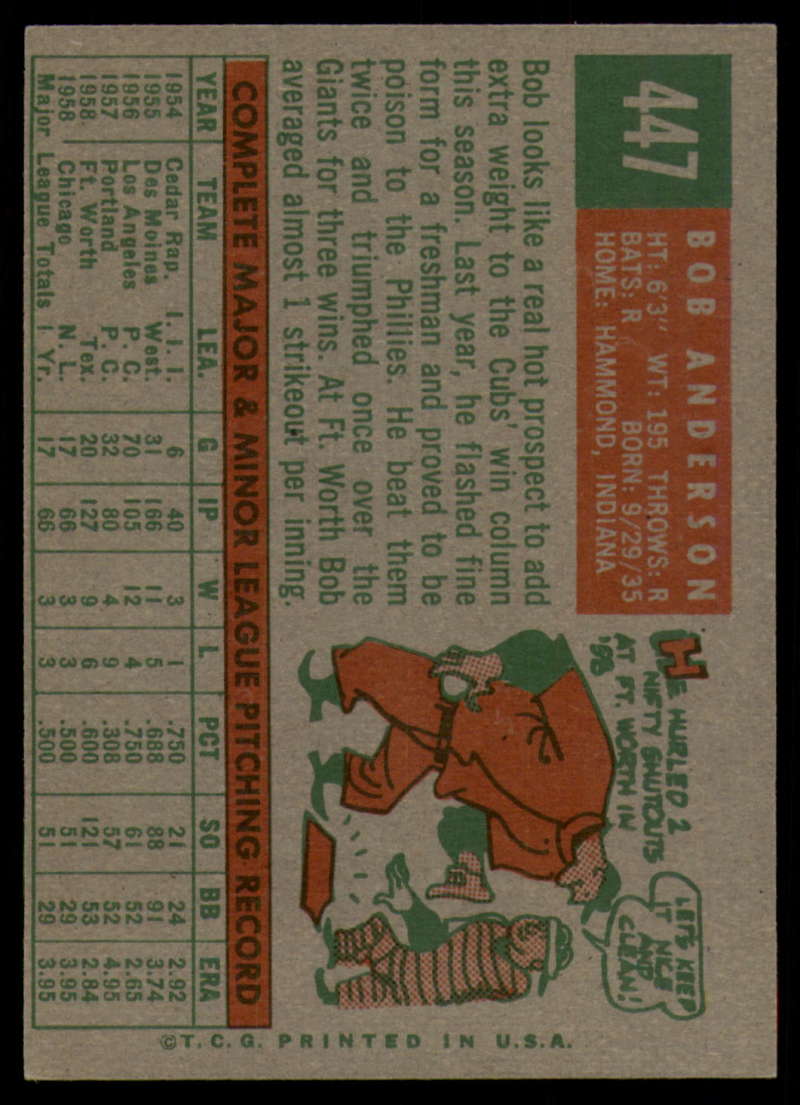 447
BOB ANDERSON
HT: 6'3" WT: 195 THROWS: R
BATS: R BORN: 9/29/35
HOME: HAMMOND, INDIANA
Bob looks like a real hot prospect to add
extra weight to the Cubs' win column
this season. Last year, he flashed fine
form for a freshman and proved to be
poison to the Phillies. He beat them
twice and triumphed once over the
Giants for three wins. At Ft. Worth Bob
averaged almost 1 strikeout per inning.
HE HURLED 2
NIFTY SHUTOUTS
AT FT. WORTH IN
'58
LET'S KEEP
IT NICE
AND
CLEAN!
COMPLETE MAJOR & MINOR LEAGUE PITCHING RECORD
YEAR TEAM LEA. G IP W L PCT SO BB ERA
1954 Cedar Rap. I. I. I. 6 40 3 1 .750 21 24 2.92
1955 Des Moines West. 31 166 11 5 .688 88 91 3.74
1956 Los Angeles P. C. 70 105 12 4 .750 61 52 2.65
1957 Portland P. C. 32 80 4 9 .308 57 52 4.95
1958 Ft. Worth Tex. 20 127 9 6 .600 121 53 2.84
1958 Chicago N. L. 17 66 3 3 .500 51 29 3.95
Major League Totals 1 Yr. 17 66 3 3 .500 51 29 3.95
©T.C.G. PRINTED IN U.S.A.